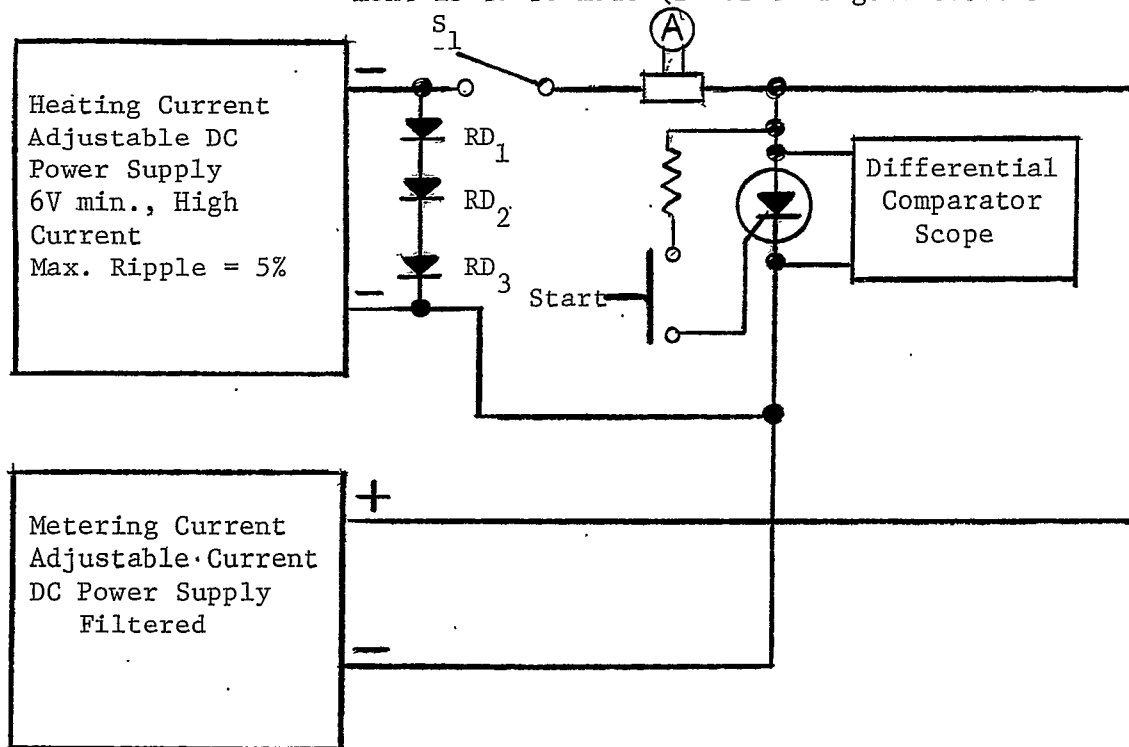 S1
A
Heating Current
Adjustable DC
Power Supply
6V min., High
Current
Max. Ripple = 5%
−
−
RD1
RD2
RD3
Start
Differential
Comparator
Scope
Metering Current
Adjustable Current
DC Power Supply
Filtered
+
−